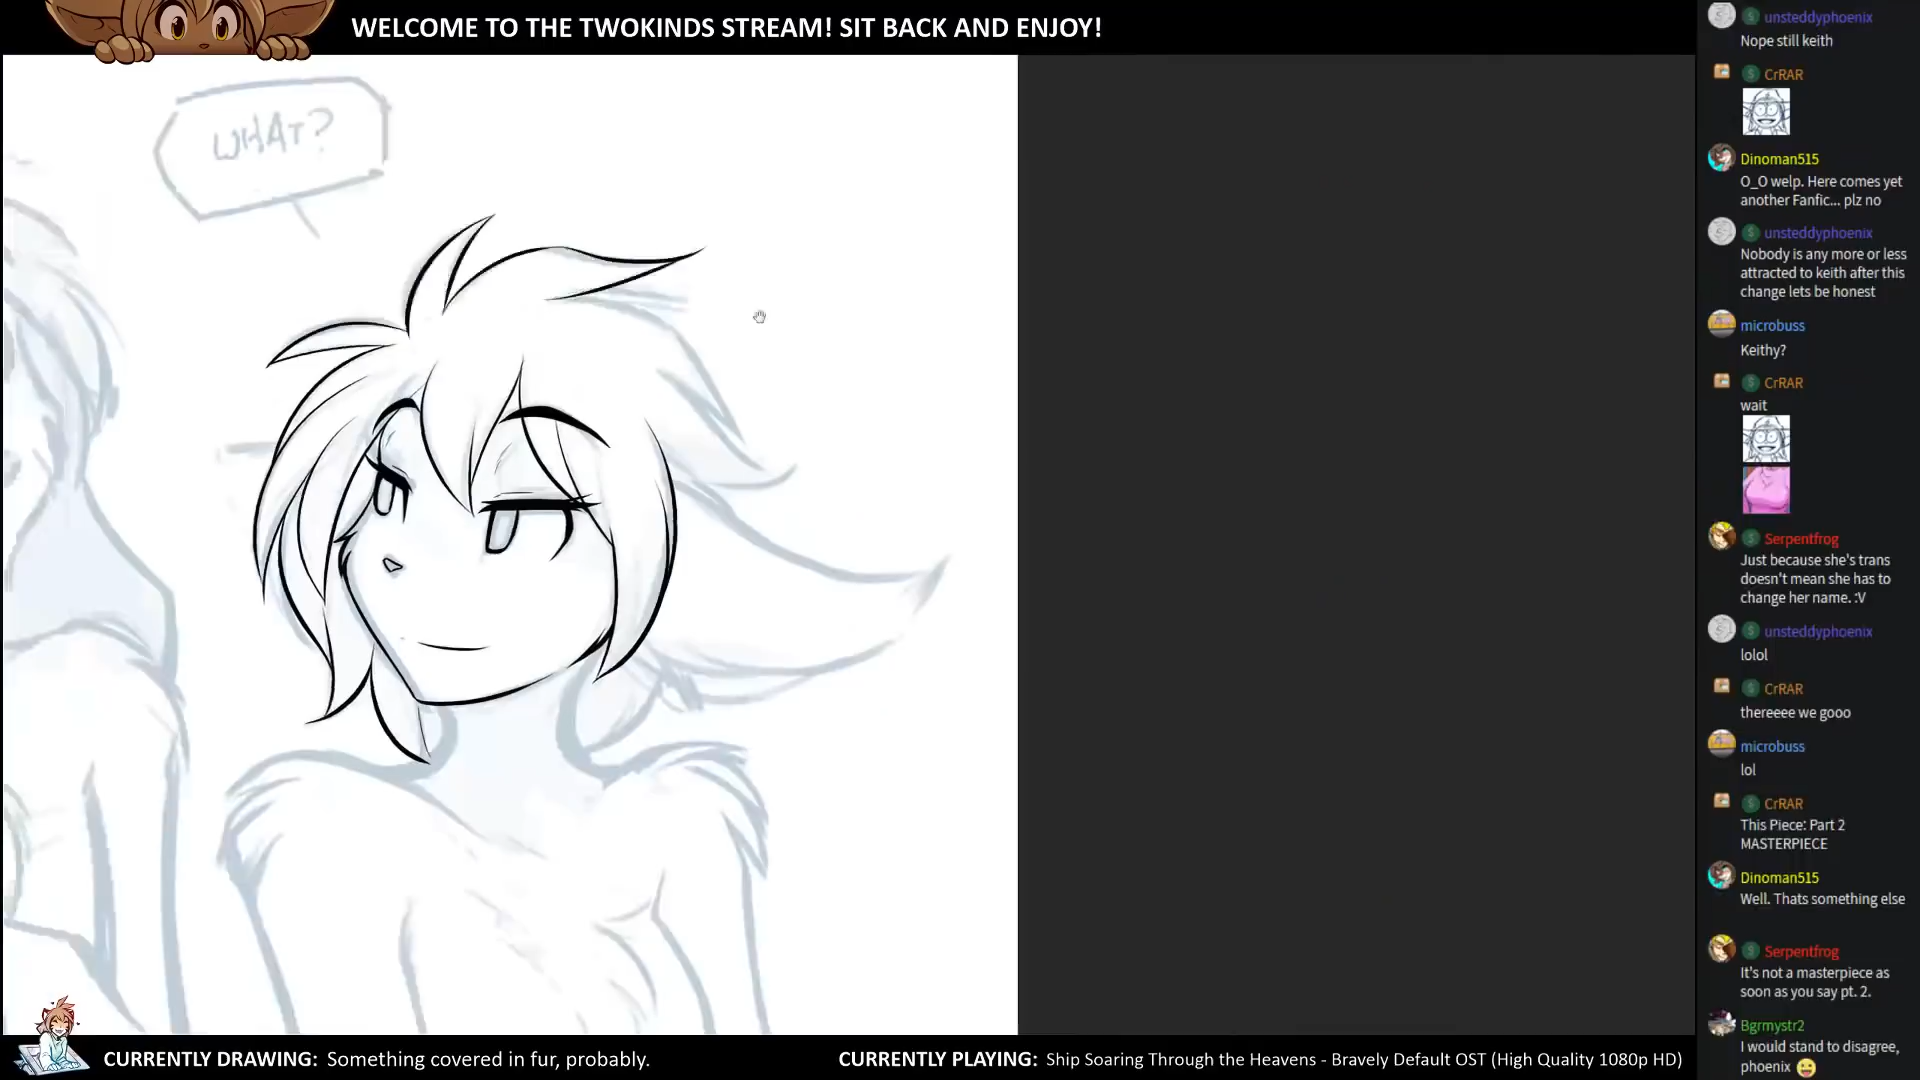 WELCOME TO THE TWOKINDS STREAM! SIT BACK AND ENJOY!
WHAT?
unsteddyphoenix
Nope still keith
CrRAR
Dinoman515
O_O welp. Here comes yet
another Fanfic... plz no
unsteddyphoenix
Nobody is any more or less
attracted to keith after this
change lets be honest
microbuss
Keithy?
CrRAR
wait
Serpentfrog
Just because she's trans
doesn't mean she has to
change her name. :V
unsteddyphoenix
lolol
CrRAR
thereeee we gooo
microbuss
lol
CrRAR
This Piece: Part 2
MASTERPIECE
Dinoman515
Well. Thats something else
Serpentfrog
It's not a masterpiece as
soon as you say pt. 2.
Bgrmystr2
I would stand to disagree,
phoenix 😜
CURRENTLY DRAWING: Something covered in fur, probably.
CURRENTLY PLAYING: Ship Soaring Through the Heavens - Bravely Default OST (High Quality 1080p HD)